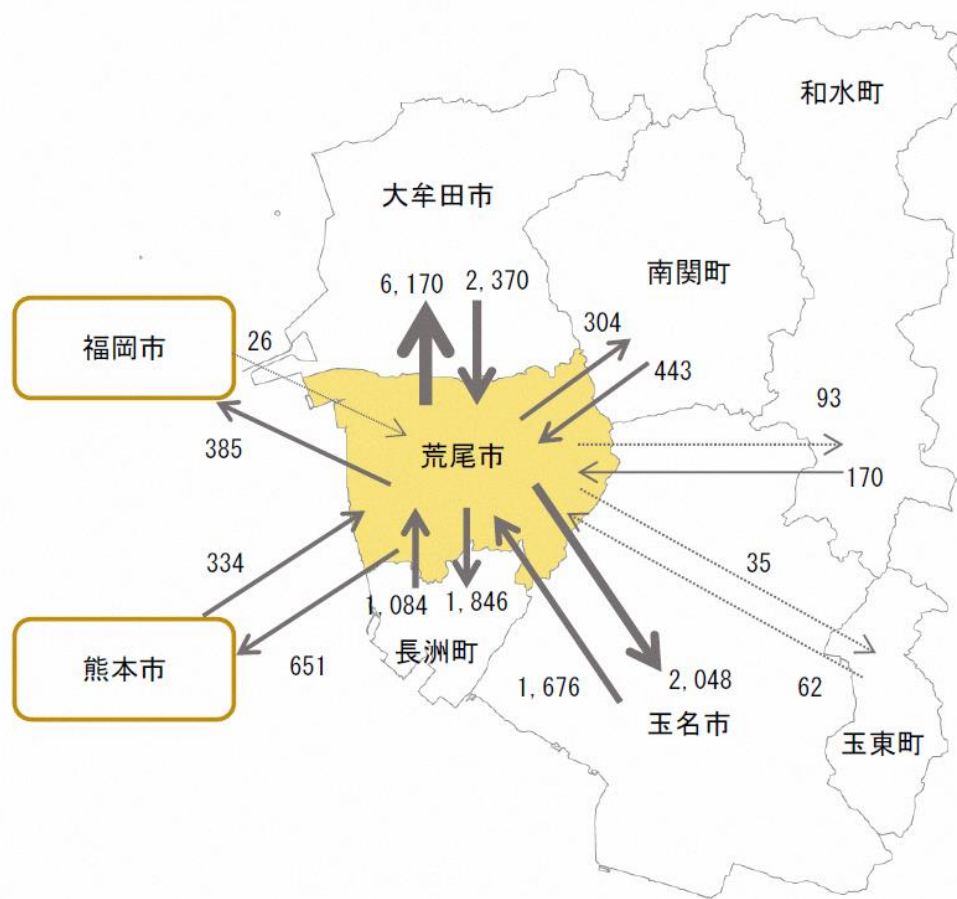 和水町
大牟田市
南関町
6,170
2,370
304
福岡市
26
443
93
385
荒尾市
170
334
35
1,084
1,846
熊本市
651
長洲町
1,676
2,048
62
玉名市
玉東町